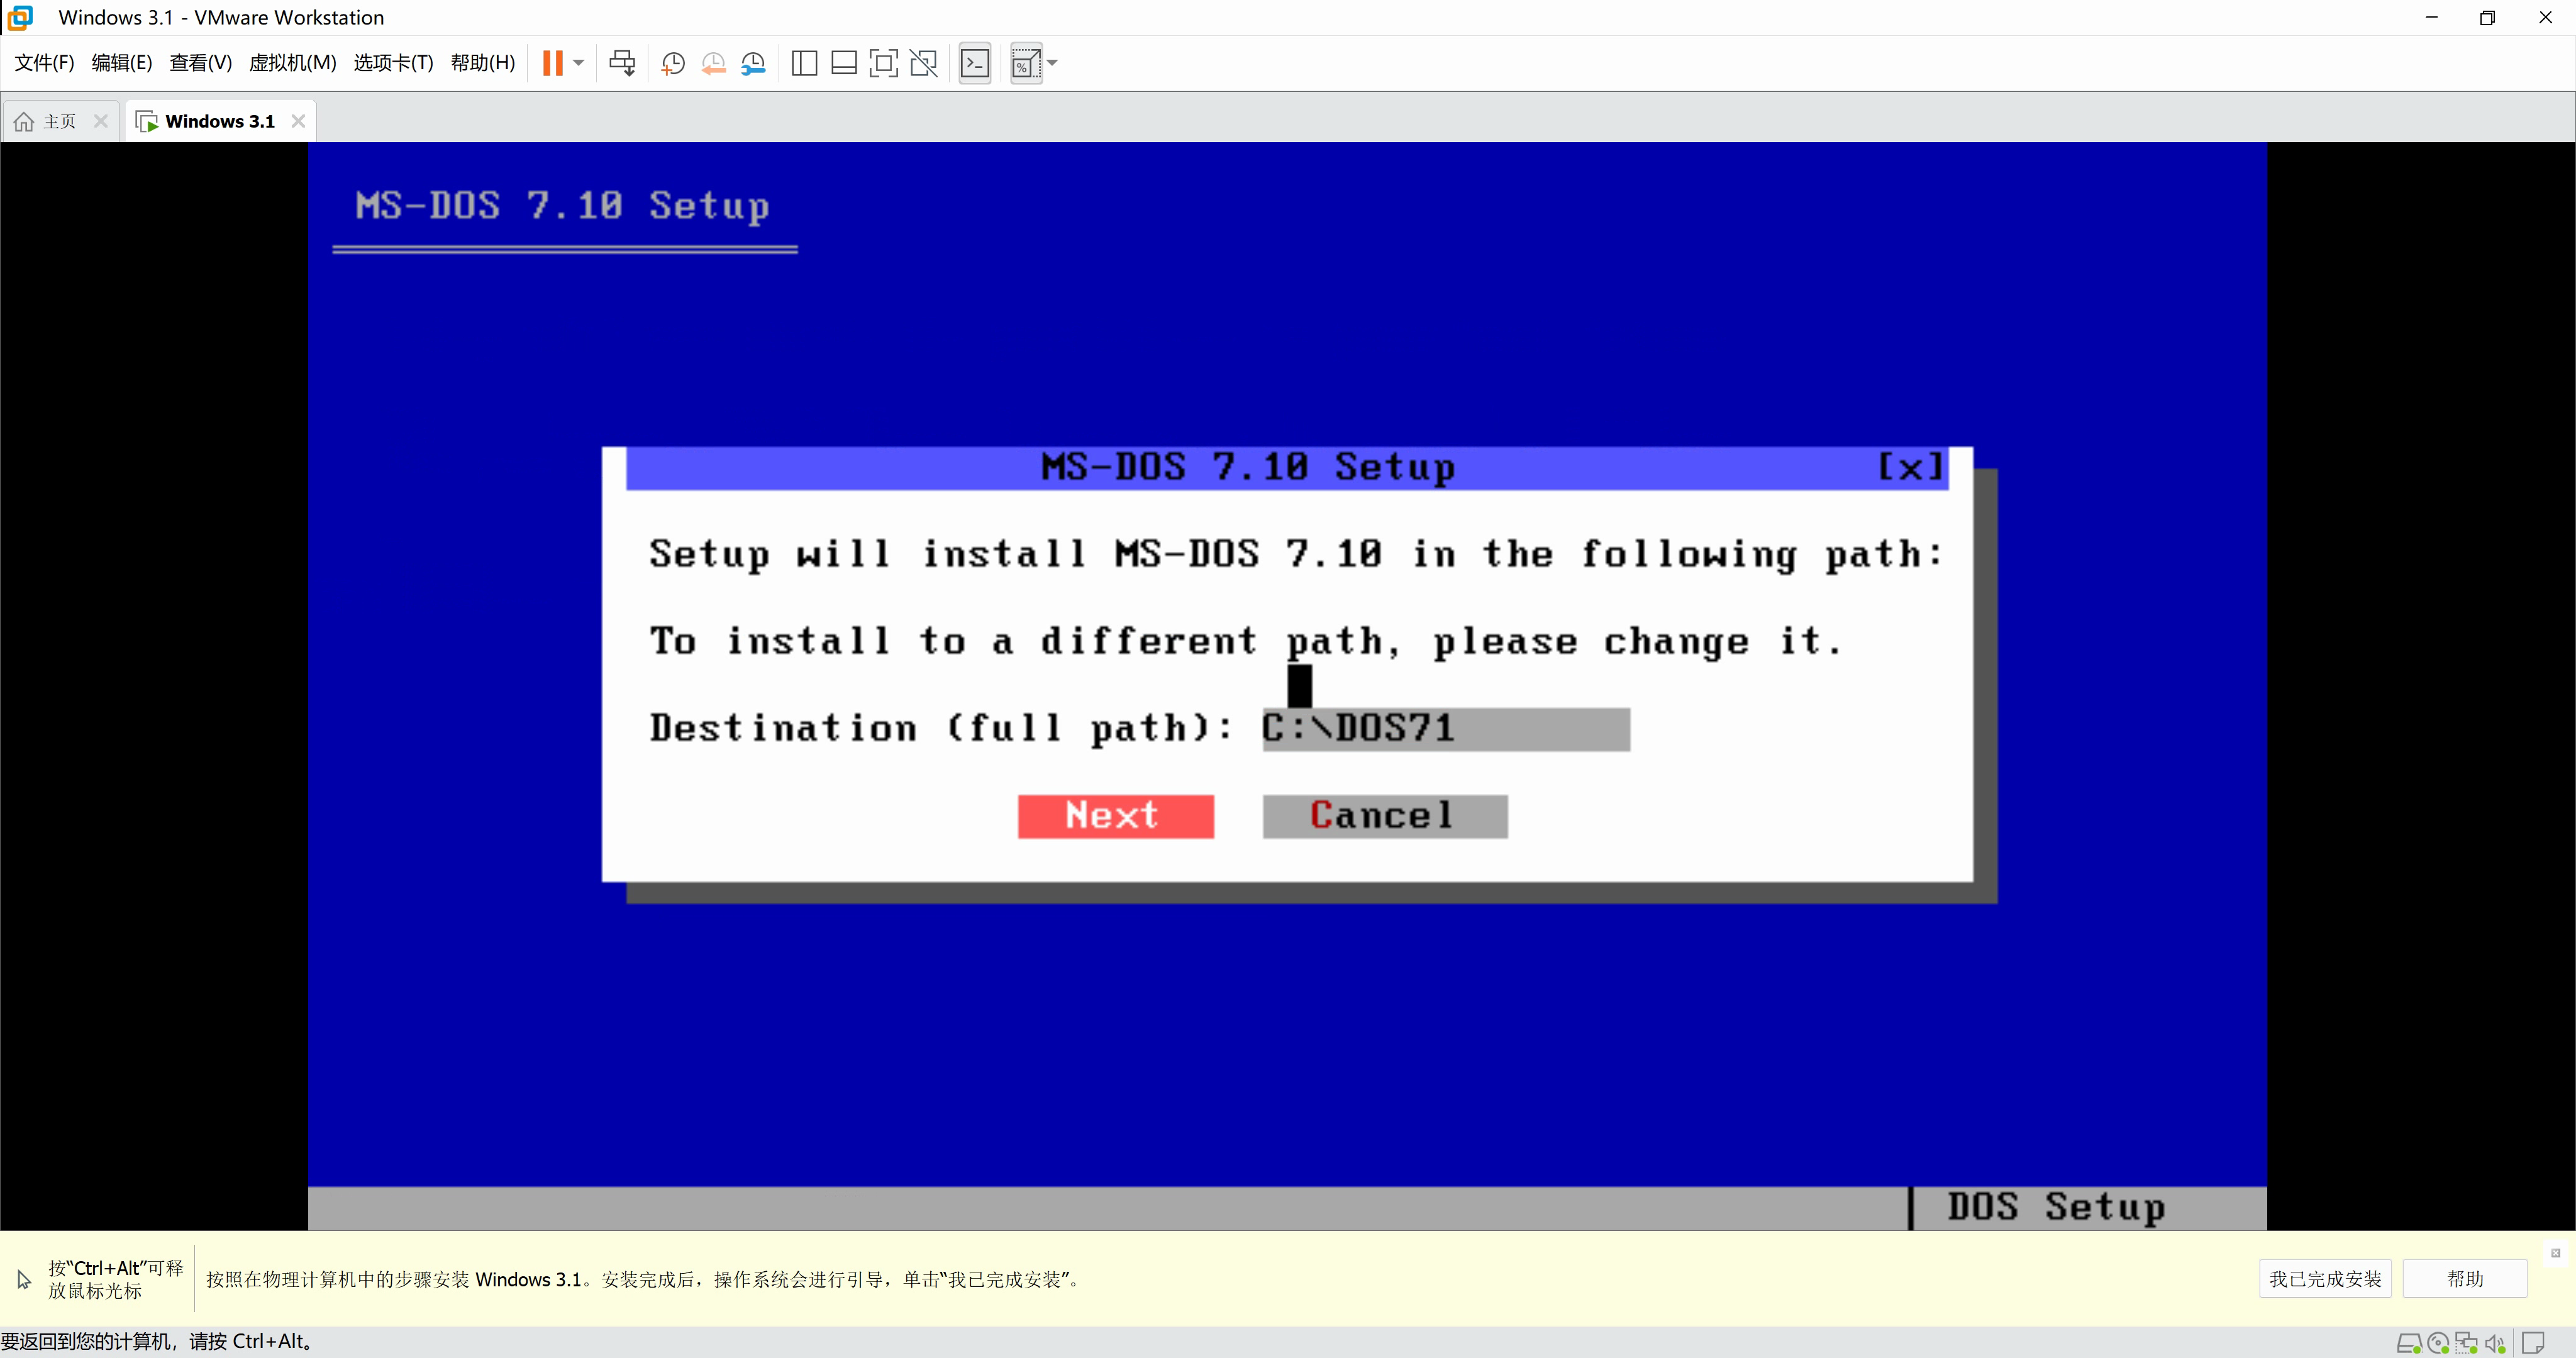 Windows 3.1 - VMware Workstation
文件(F) 编辑(E) 查看(V) 虚拟机(M) 选项卡(T) 帮助(H)
主页 Windows 3.1
MS-DOS 7.10 Setup
MS-DOS 7.10 Setup [x]
Setup will install MS-DOS 7.10 in the following path:
To install to a different path, please change it.
Destination (full path): C:\DOS71
Next Cancel
DOS Setup
按“Ctrl+Alt”可释
放鼠标光标
按照在物理计算机中的步骤安装 Windows 3.1。安装完成后，操作系统会进行引导，单击“我已完成安装”。
我已完成安装 帮助
要返回到您的计算机，请按 Ctrl+Alt。